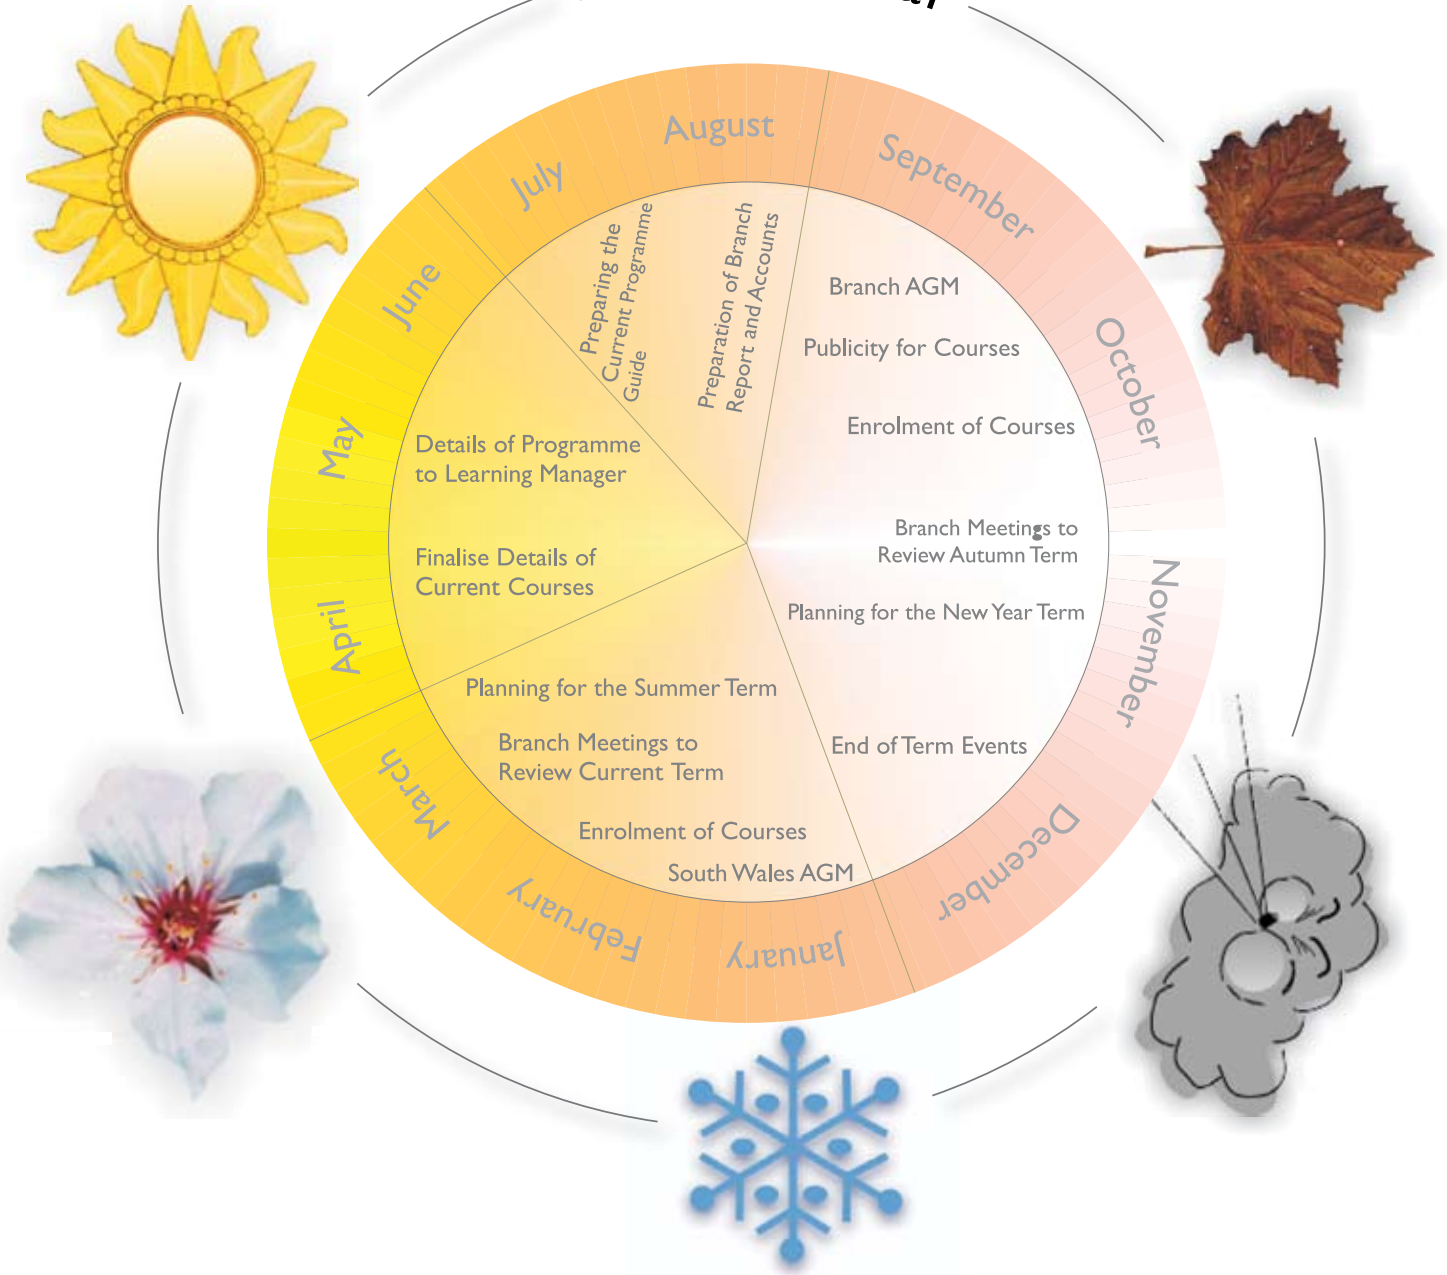 August
September
October
November
December
January
February
March
April
May
June
July
Preparing the
Current Programme
Guide
Preparation of Branch
Report and Accounts
Branch AGM
Publicity for Courses
Enrolment of Courses
Branch Meetings to
Review Autumn Term
Planning for the New Year Term
End of Term Events
South Wales AGM
Enrolment of Courses
Branch Meetings to
Review Current Term
Planning for the Summer Term
Finalise Details of
Current Courses
Details of Programme
to Learning Manager